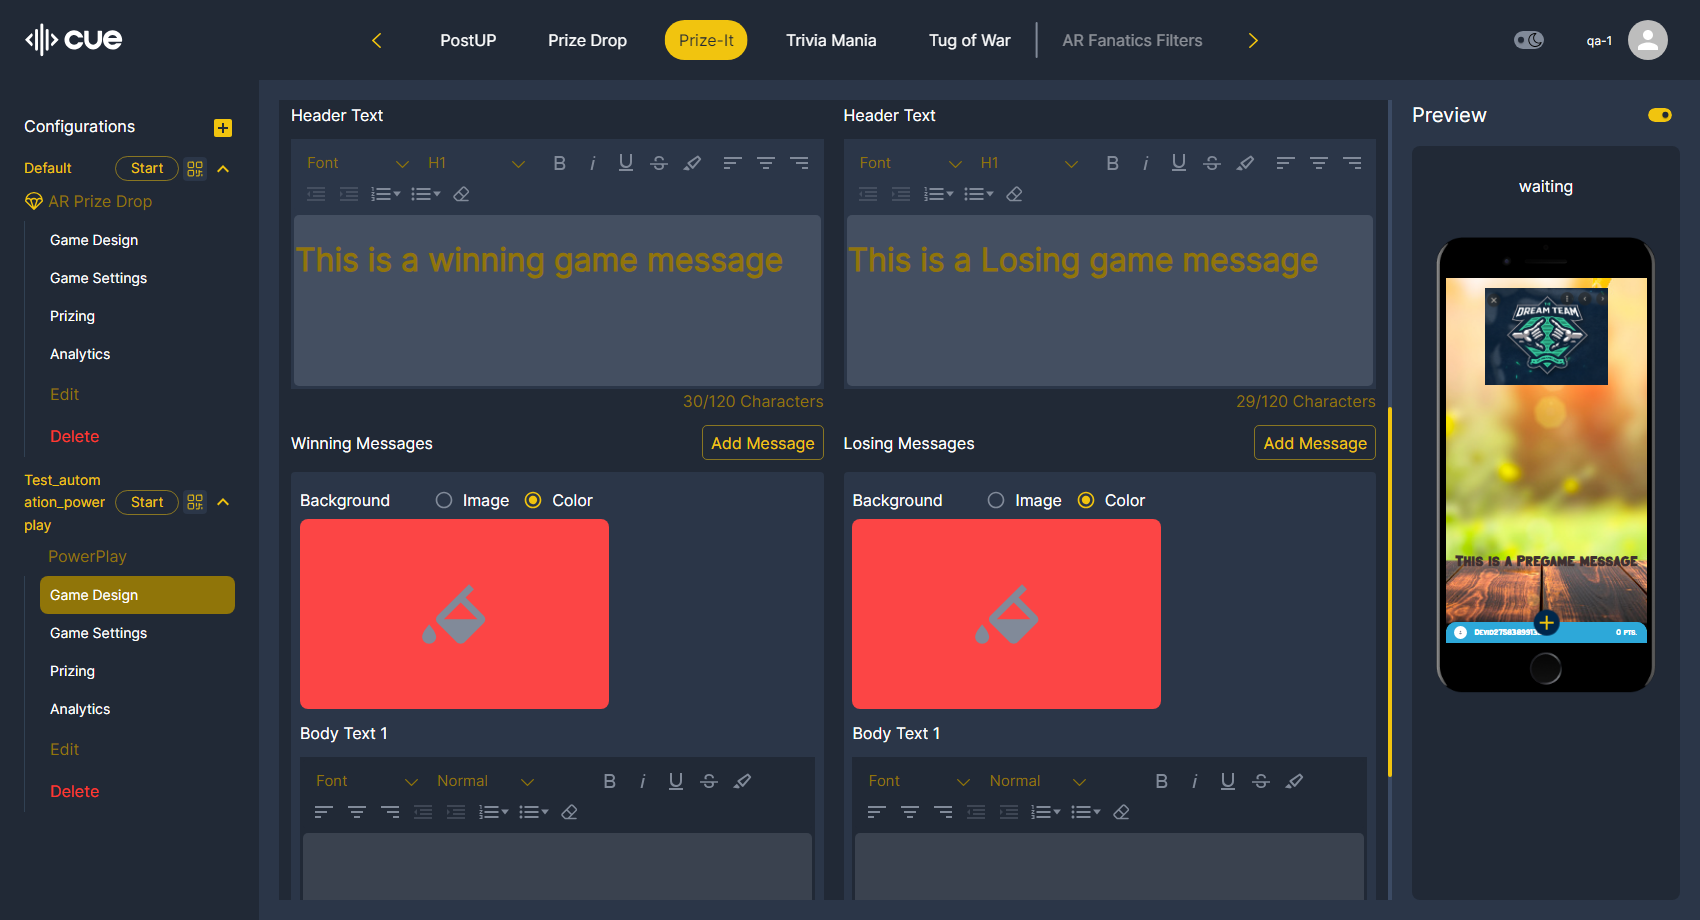 cue
PostUP
Prize Drop
Prize-It
Trivia Mania
Tug of War
AR Fanatics Filters
qa-1
Configurations
Default
Start
AR Prize Drop
Game Design
Game Settings
Prizing
Analytics
Edit
Delete
Test_autom
ation_power
play
Start
PowerPlay
Game Design
Game Settings
Prizing
Analytics
Edit
Delete
Header Text
Font
H1
This is a winning game message
30/120 Characters
Winning Messages
Add Message
Background
Image
Color
Body Text 1
Font
Normal
Header Text
Font
H1
This is a Losing game message
29/120 Characters
Losing Messages
Add Message
Background
Image
Color
Body Text 1
Font
Normal
Preview
waiting
DREAM TEAM
This is a Pregame message
0 pts.